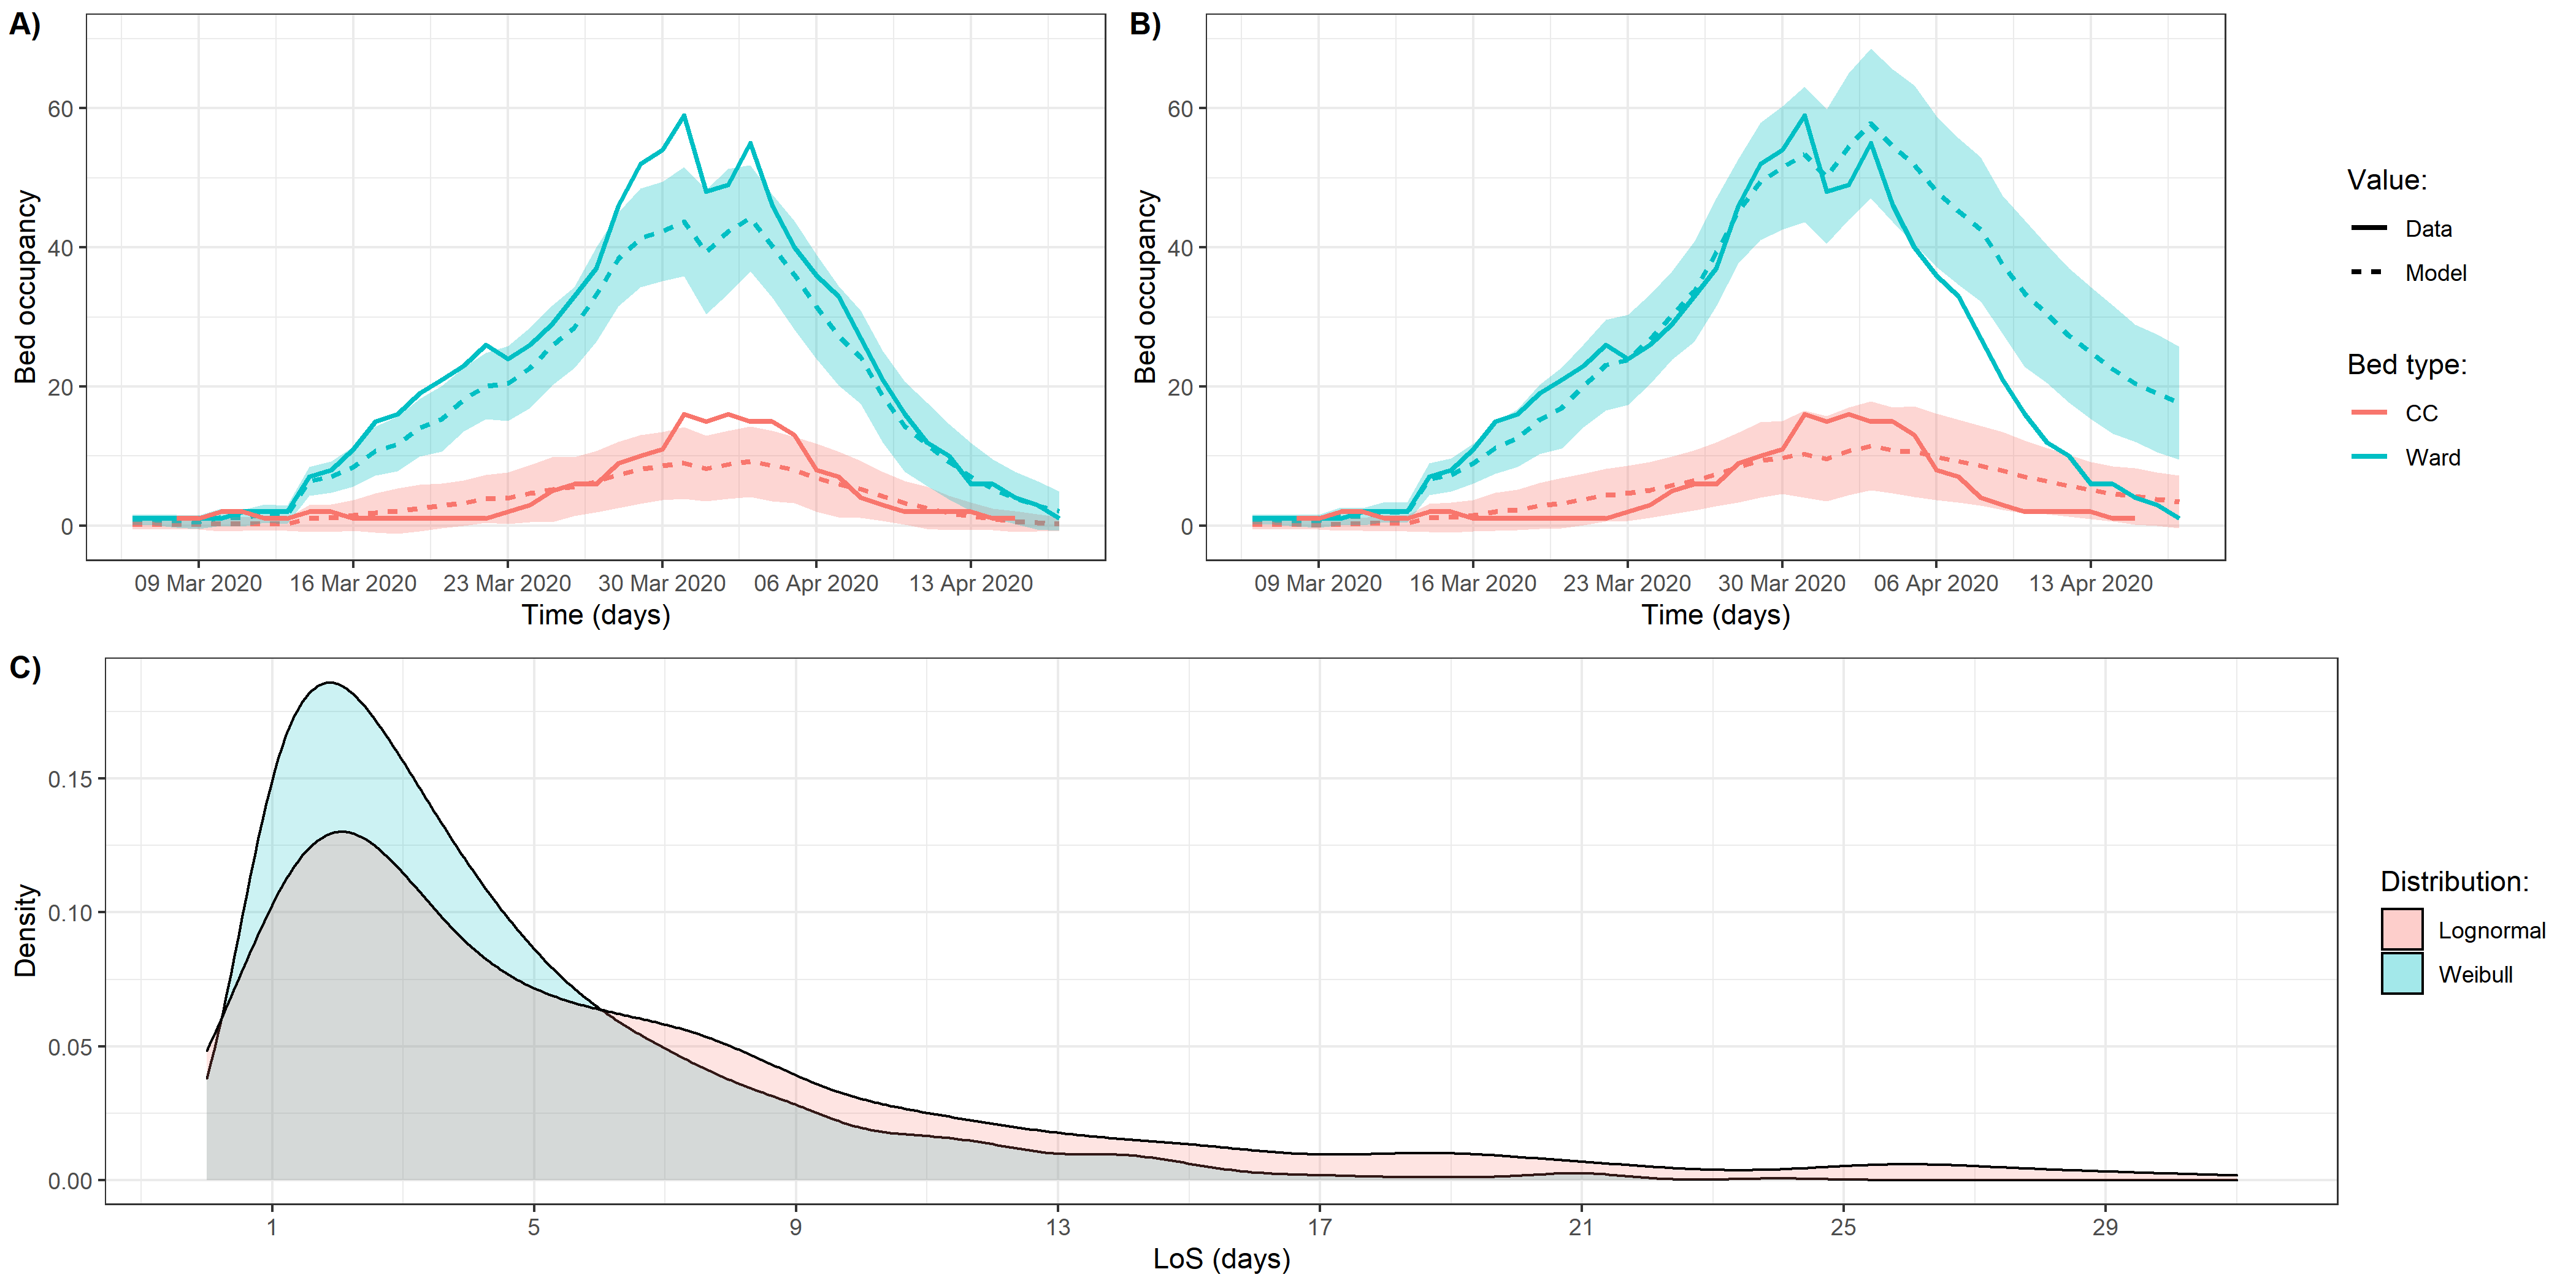 A)
Bed occupancy
60
40
20
0
09 Mar 2020 16 Mar 2020 23 Mar 2020 30 Mar 2020 06 Apr 2020 13 Apr 2020
Time (days)
B)
Bed occupancy
60
40
20
0
09 Mar 2020 16 Mar 2020 23 Mar 2020 30 Mar 2020 06 Apr 2020 13 Apr 2020
Time (days)
Value:
Data
Model
Bed type:
CC
Ward
C)
Density
0.15
0.10
0.05
0.00
1 5 9 13 17 21 25 29
LoS (days)
Distribution:
Lognormal
Weibull